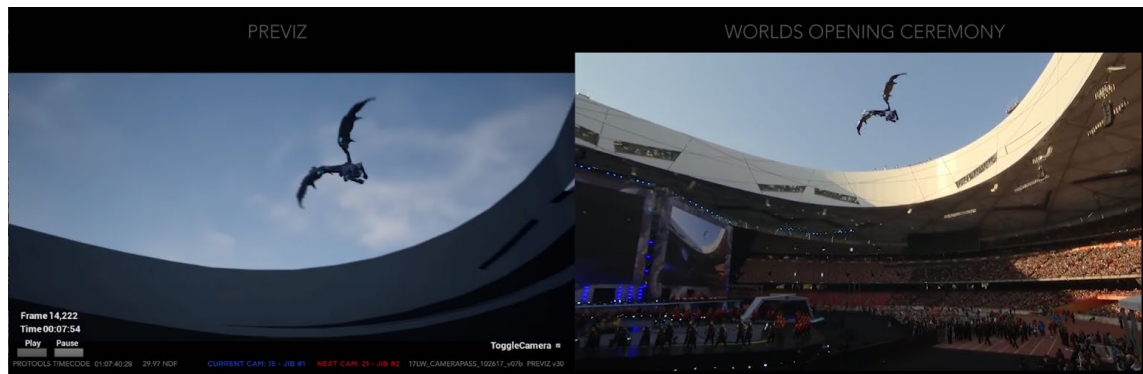 PREVIZ
WORLDS OPENING CEREMONY
Frame 14,222
Time 00:07:54
Play Pause
ToggleCamera
PROTOOLS TIMECODE 01:07:40:29 29.97 NDF CURRENT CAM: 15 - JIB #1 NEXT CAM: 21 - JIB #2 17LW_CAMERAPASS_102617_v07b PREVIZ v30